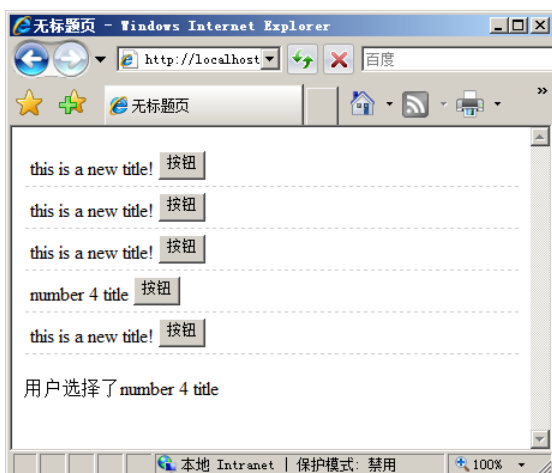 无标题页 - Windows Internet Explorer
http://localhost
百度
无标题页
»
this is a new title! 按钮
this is a new title! 按钮
this is a new title! 按钮
number 4 title 按钮
this is a new title! 按钮
用户选择了number 4 title
本地 Intranet | 保护模式: 禁用
100%